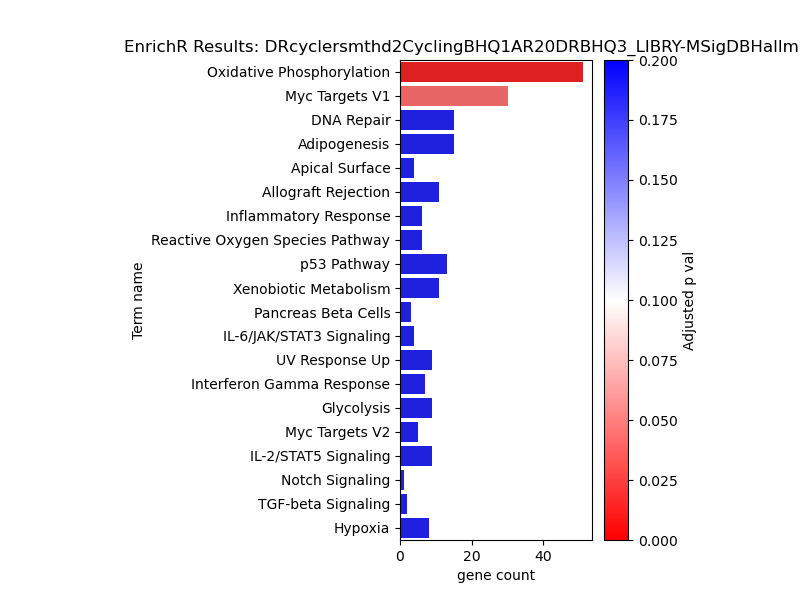 EnrichR Results: DRcyclersmthd2CyclingBHQ1AR20DRBHQ3_LIBRY-MSigDBHallm
Oxidative Phosphorylation
Myc Targets V1
DNA Repair
Adipogenesis
Apical Surface
Allograft Rejection
Inflammatory Response
Reactive Oxygen Species Pathway
p53 Pathway
Xenobiotic Metabolism
Pancreas Beta Cells
IL-6/JAK/STAT3 Signaling
UV Response Up
Interferon Gamma Response
Glycolysis
Myc Targets V2
IL-2/STAT5 Signaling
Notch Signaling
TGF-beta Signaling
Hypoxia
Term name
0 20 40
gene count
0.200
0.175
0.150
0.125
0.100
0.075
0.050
0.025
0.000
Adjusted p val